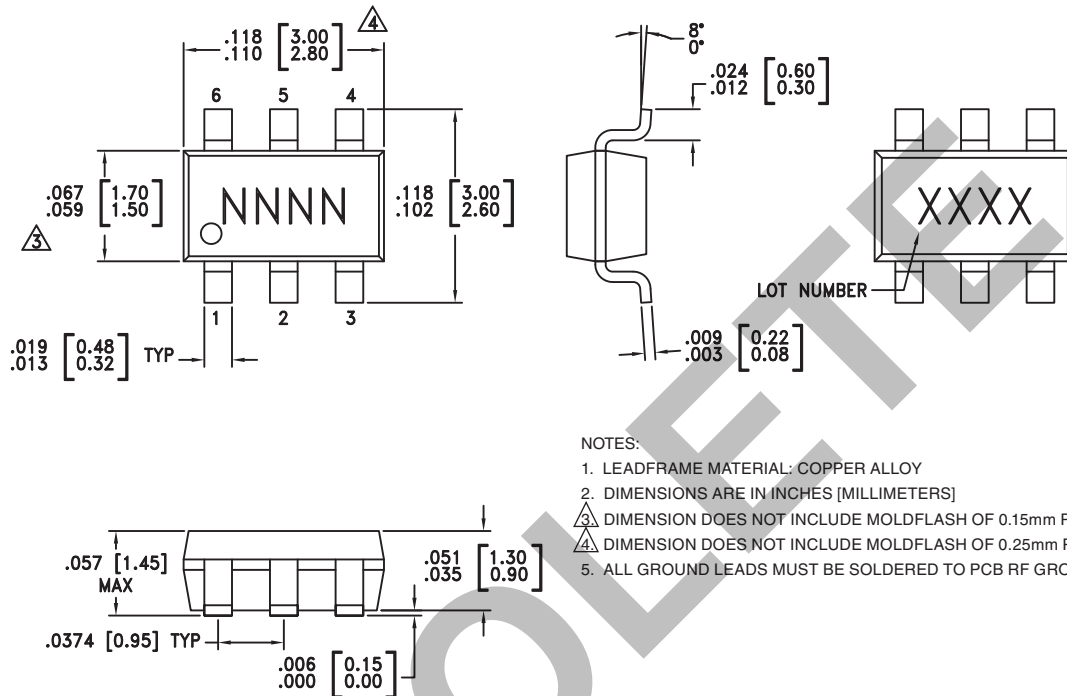 .118 [3.00
.110 2.80]
4
6 5 4
.067 [1.70
.059 1.50]
3
NNNN
.118 [3.00
.102 2.60]
1 2 3
.019 [0.48
.013 0.32] TYP
8°
0°
.024 [0.60
.012 0.30]
.009 [0.22
.003 0.08]
XXXX
LOT NUMBER
.057 [1.45]
MAX
.051 [1.30
.035 0.90]
.0374 [0.95] TYP
.006 [0.15
.000 0.00]
NOTES:
1. LEADFRAME MATERIAL: COPPER ALLOY
2. DIMENSIONS ARE IN INCHES [MILLIMETERS]
3. DIMENSION DOES NOT INCLUDE MOLDFLASH OF 0.15mm
4. DIMENSION DOES NOT INCLUDE MOLDFLASH OF 0.25mm
5. ALL GROUND LEADS MUST BE SOLDERED TO PCB RF
OLETE